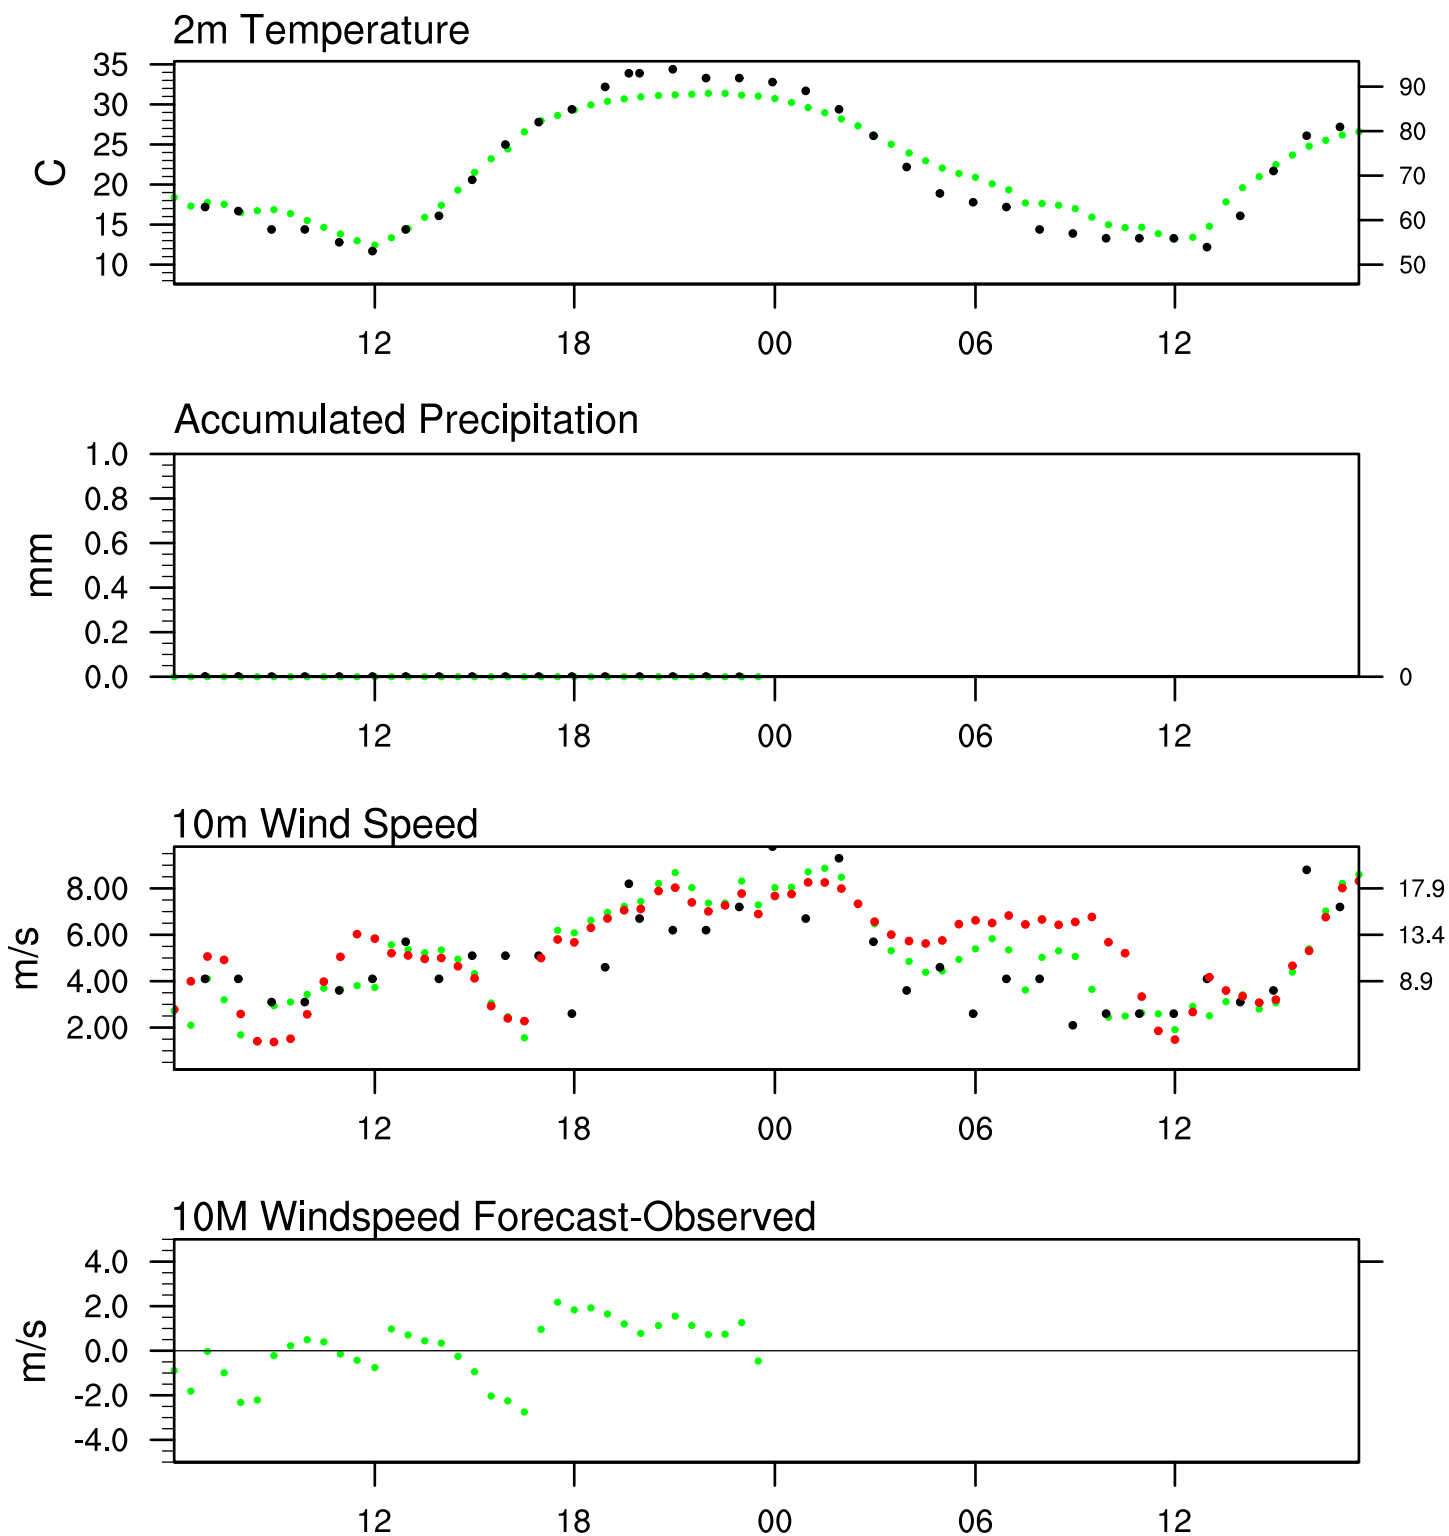 2m Temperature
35
30
25
20
15
10
C
90
80
70
60
50
12 18 00 06 12
Accumulated Precipitation
1.0
0.8
0.6
0.4
0.2
0.0
mm
0
12 18 00 06 12
10m Wind Speed
8.00
6.00
4.00
2.00
m/s
17.9
13.4
8.9
12 18 00 06 12
10M Windspeed Forecast-Observed
4.0
2.0
0.0
-2.0
-4.0
m/s
12 18 00 06 12